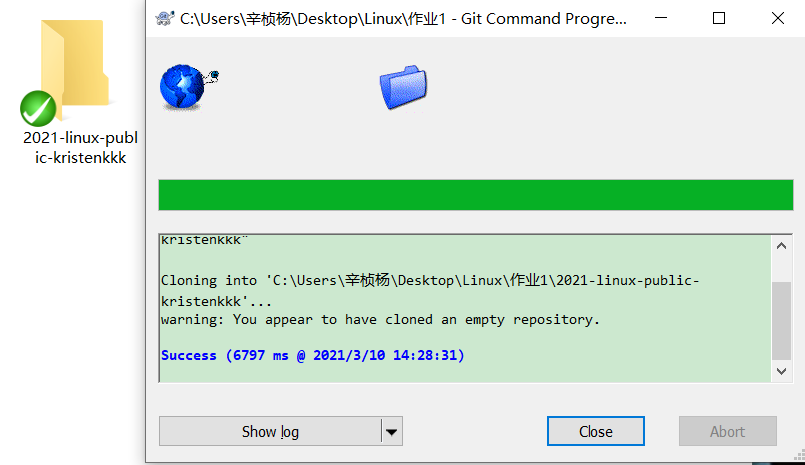 2021-linux-publ
ic-kristenkkk
C:\Users\辛桢杨\Desktop\Linux\作业1 - Git Command Progre...
kristenkkk"
Cloning into 'C:\Users\辛桢杨\Desktop\Linux\作业1\2021-linux-public-
kristenkkk'...
warning: You appear to have cloned an empty repository.
Success (6797 ms @ 2021/3/10 14:28:31)
Show log
Close
Abort